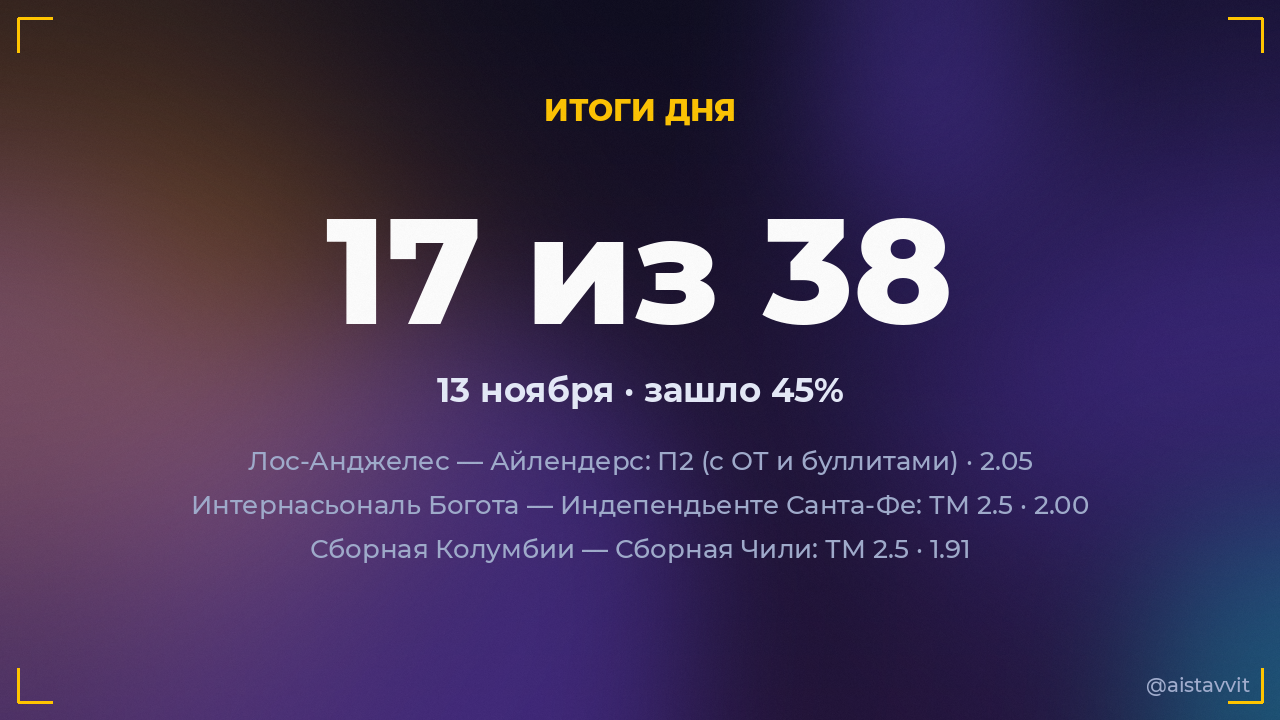 ИТОГИ ДНЯ
17 из 38
13 ноября · зашло 45%
Лос-Анджелес — Айлендерс: П2 (с ОТ и буллитами) · 2.05
Интернасьональ Богота — Индепендьенте Санта-Фе: ТМ 2.5 · 2.00
Сборная Колумбии — Сборная Чили: ТМ 2.5 · 1.91
@aistavvit